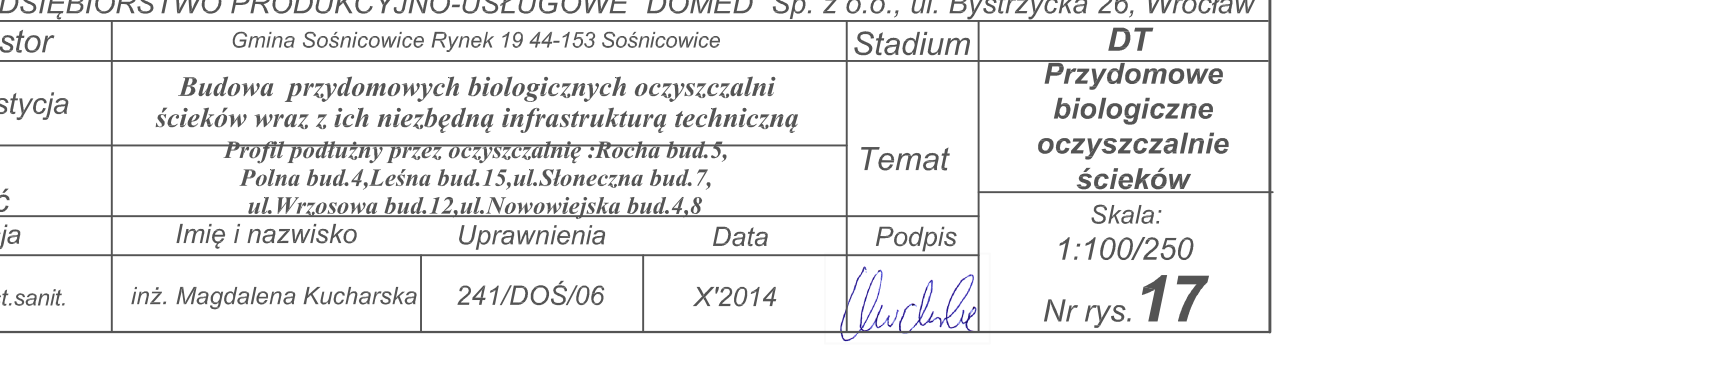 DSIĘBIORSTWO PRODUKCYJNO-USŁUGOWE "DOMED" Sp. z o.o., ul. Bystrzycka 26, Wrocław
stor
Gmina Sośnicowice Rynek 19 44-153 Sośnicowice
Stadium
DT
stycja
Budowa przydomowych biologicznych oczyszczalni
ścieków wraz z ich niezbędną infrastrukturą techniczną
Temat
Przydomowe
biologiczne
oczyszczalnie
ścieków
ć
Profil podłużny przez oczyszczalnię :Rocha bud.5,
Polna bud.4,Leśna bud.15,ul.Słoneczna bud.7,
ul.Wrzosowa bud.12,ul.Nowowiejska bud.4,8
ja
Imię i nazwisko
Uprawnienia
Data
Podpis
Skala:
1:100/250
t.sanit.
inż. Magdalena Kucharska
241/DOŚ/06
X'2014
Nr rys. 17